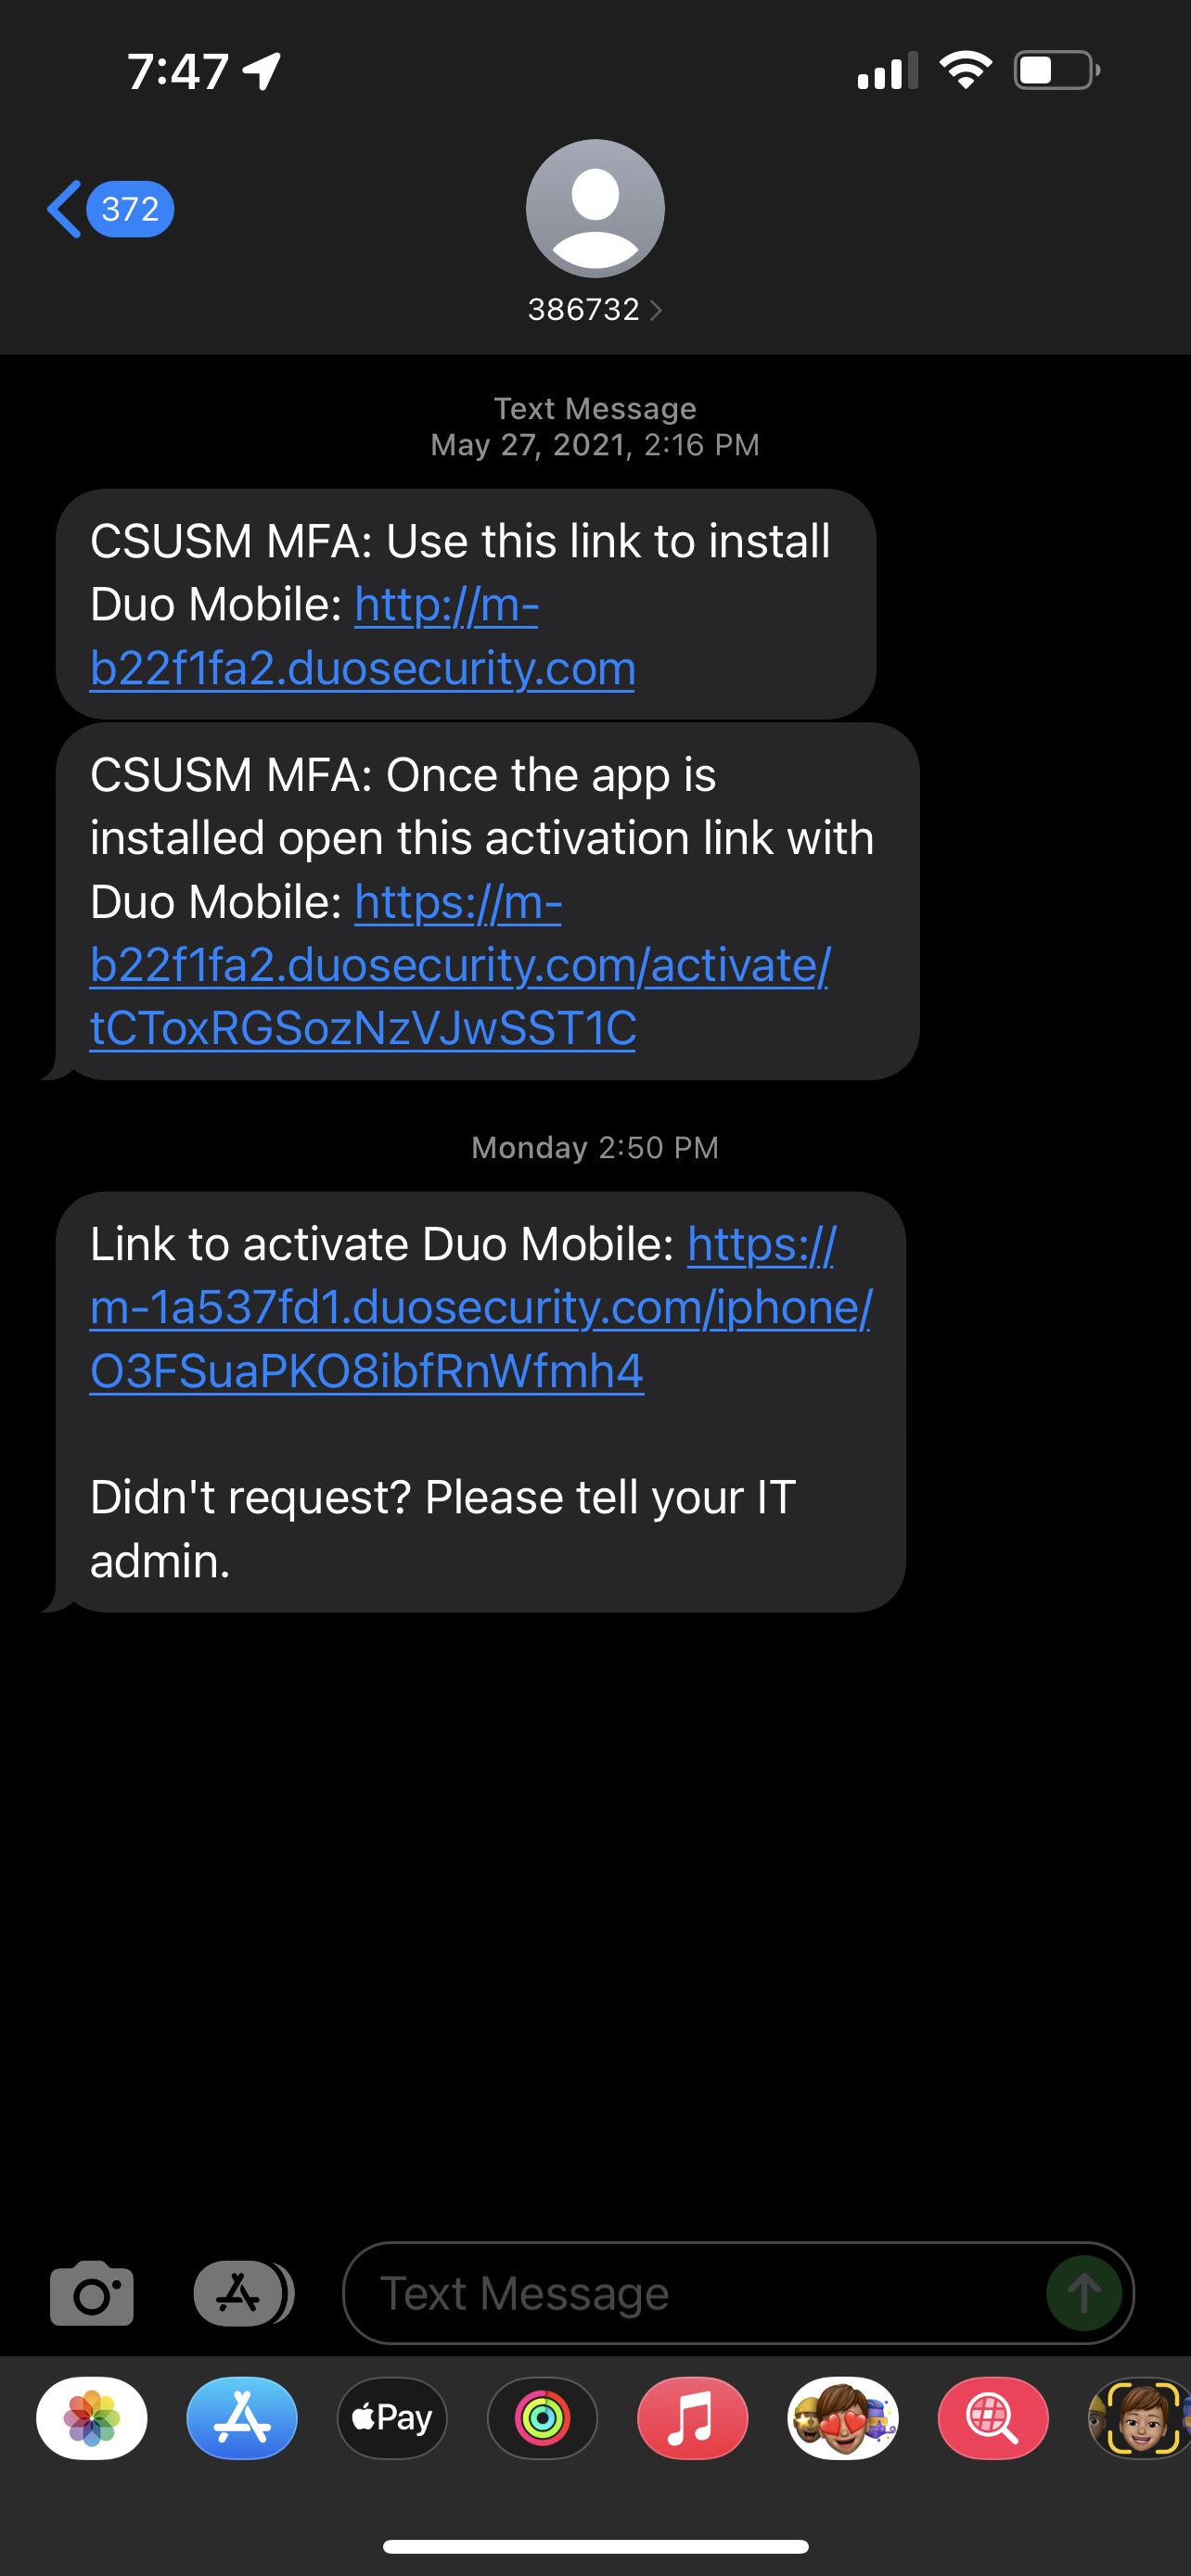 7:47
372
386732
Text Message
May 27, 2021, 2:16 PM
CSUSM MFA: Use this link to install
Duo Mobile: http://m-
b22f1fa2.duosecurity.com
CSUSM MFA: Once the app is
installed open this activation link with
Duo Mobile: https://m-
b22f1fa2.duosecurity.com/activate/
tCToxRGSozNzVJwSST1C
Monday 2:50 PM
Link to activate Duo Mobile: https://
m-1a537fd1.duosecurity.com/iphone/
O3FSuaPKO8ibfRnWfmh4
Didn't request? Please tell your IT
admin.
Text Message
Pay